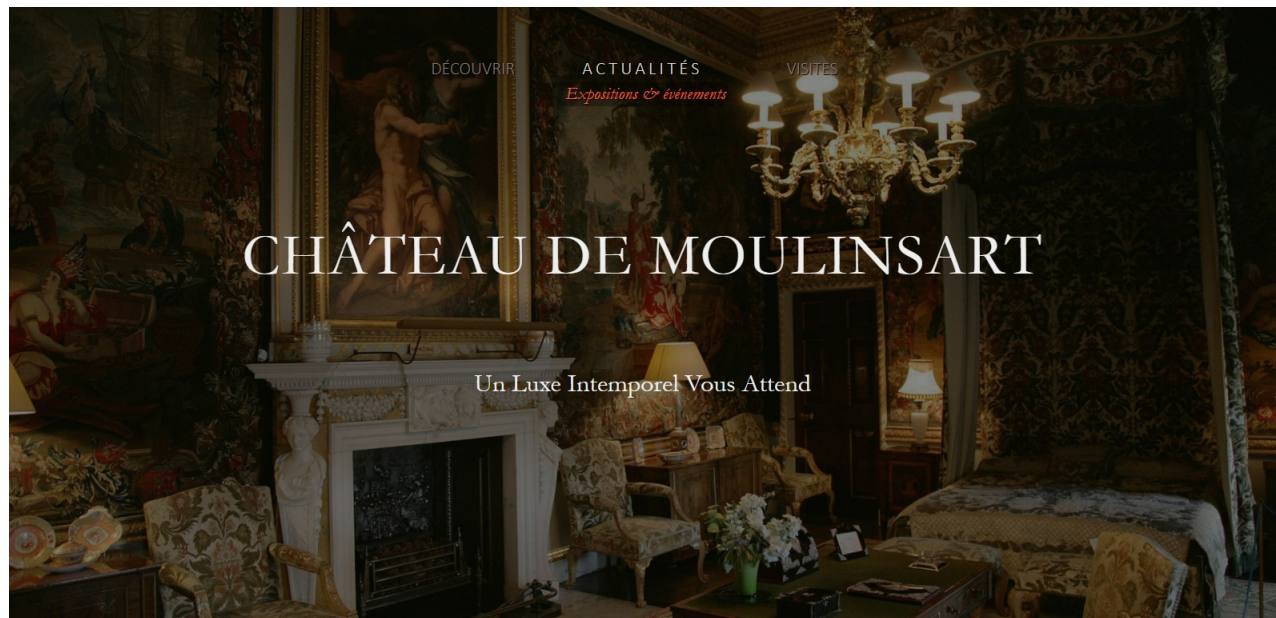 DÉCOUVRIR ACTUALITÉS VISITES
Expositions & événements
CHÂTEAU DE MOULINSART
Un Luxe Intemporel Vous Attend